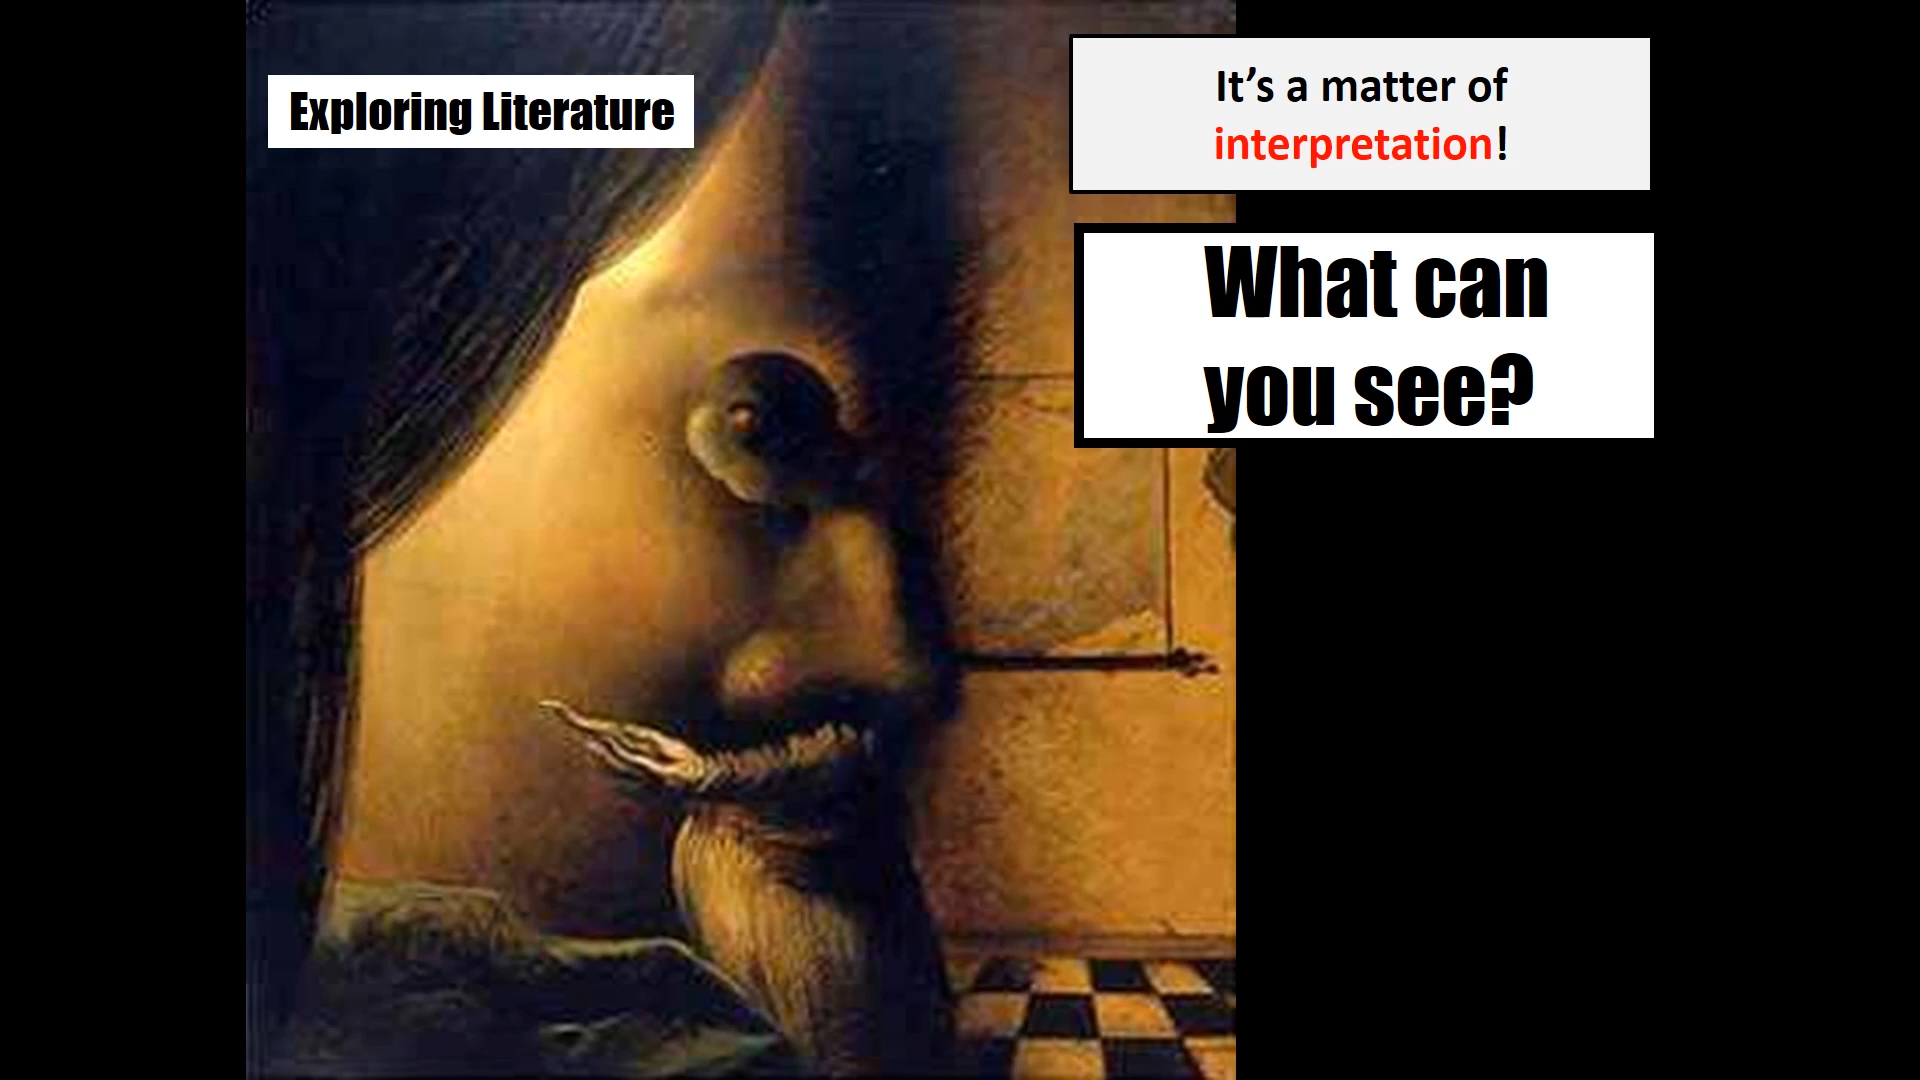 Exploring Literature
It’s a matter of
interpretation!
What can
you see?